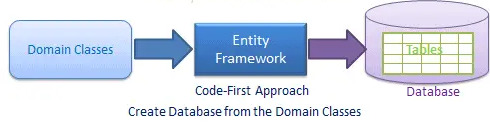 Domain Classes
Entity
Framework
Tables
Code-First Approach
Database
Create Database from the Domain Classes